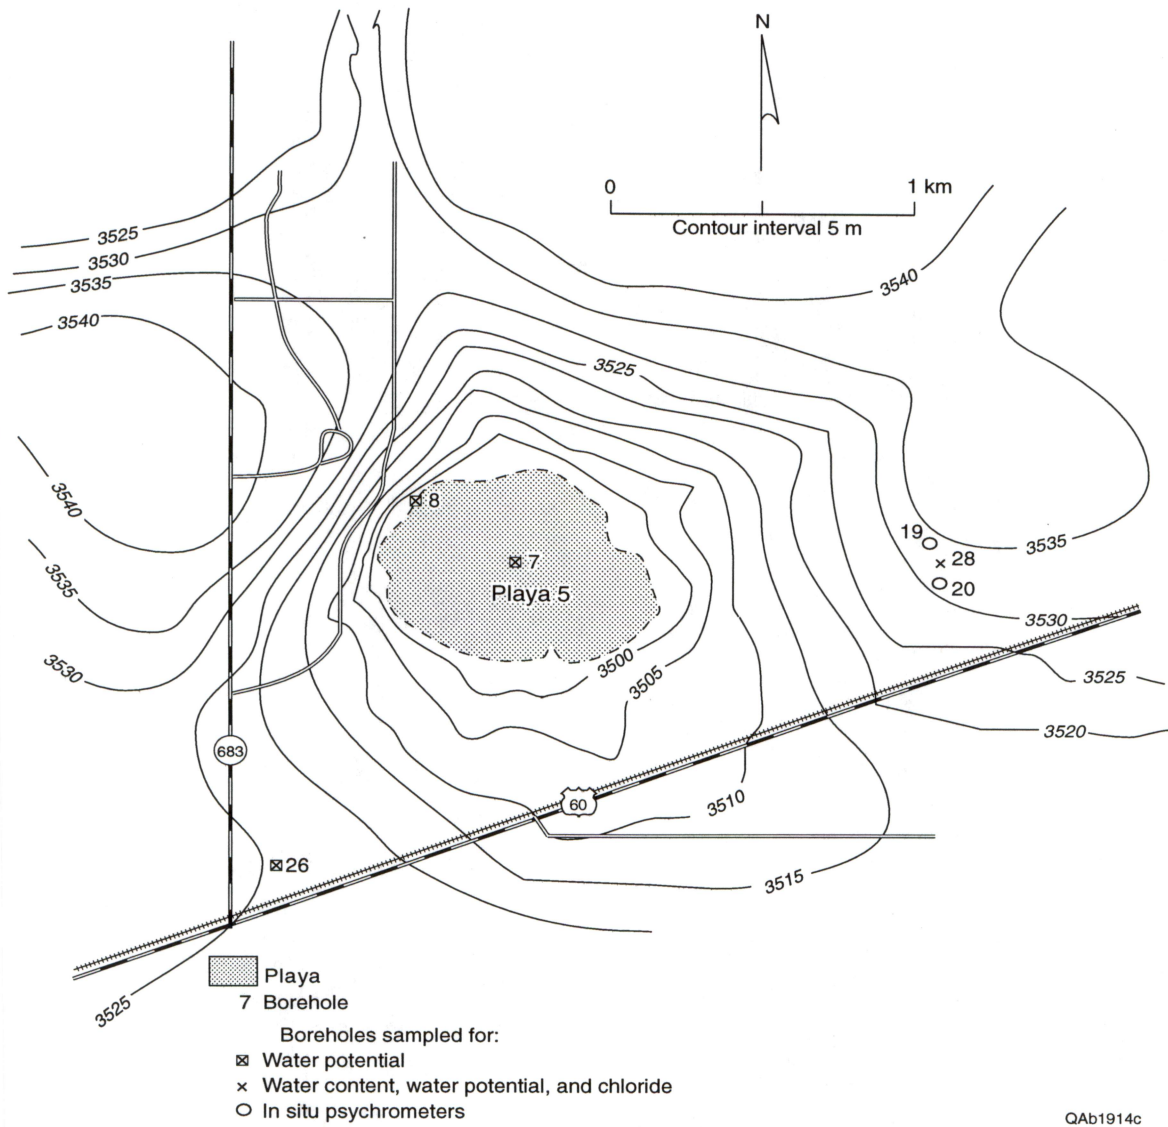 N
0 1 km
Contour interval 5 m
3525
3530
3535
3540
3540
3525
3540
3535
3530
8
7
Playa 5
19
28
20
3535
3530
3525
3520
3500
3505
683
60
3510
3515
26
3525
Playa
7 Borehole
Boreholes sampled for:
Water potential
Water content, water potential, and chloride
In situ psychrometers
QAb1914c